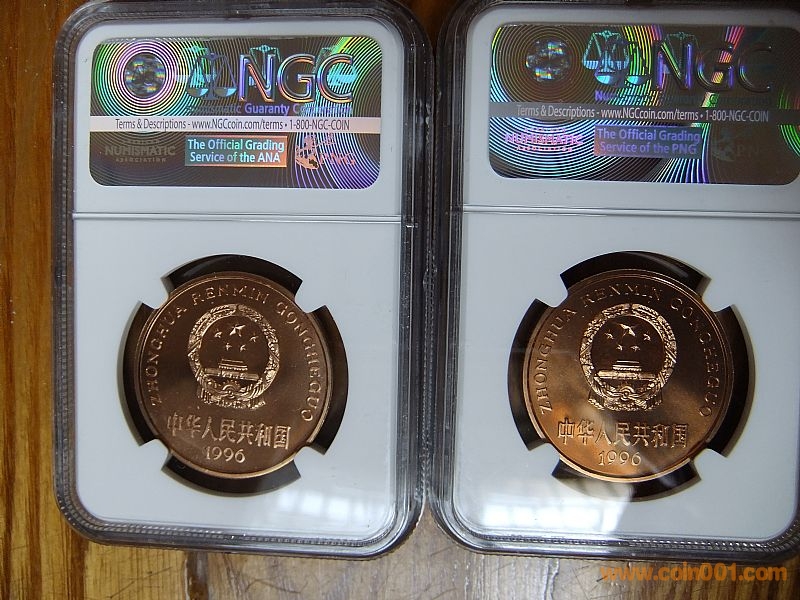 NGC
Numismatic Guaranty
Terms & Descriptions - www.NGCcoin.com/terms • 1-800-NGC-COIN
NUMISMATIC
ASSOCIATION
The Official Grading
Service of the ANA
PNG
ZHONGHUA RENMIN GONGHEGUO
中华人民共和国
1996
NGC
Terms & Descriptions - www.NGCcoin.com/terms • 1-800-NGC-COIN
NUMISMATIC
The Official Grading
Service of the PNG
ZHONGHUA RENMIN GONGHEGUO
中华人民共和国
1996
www.coin001.com